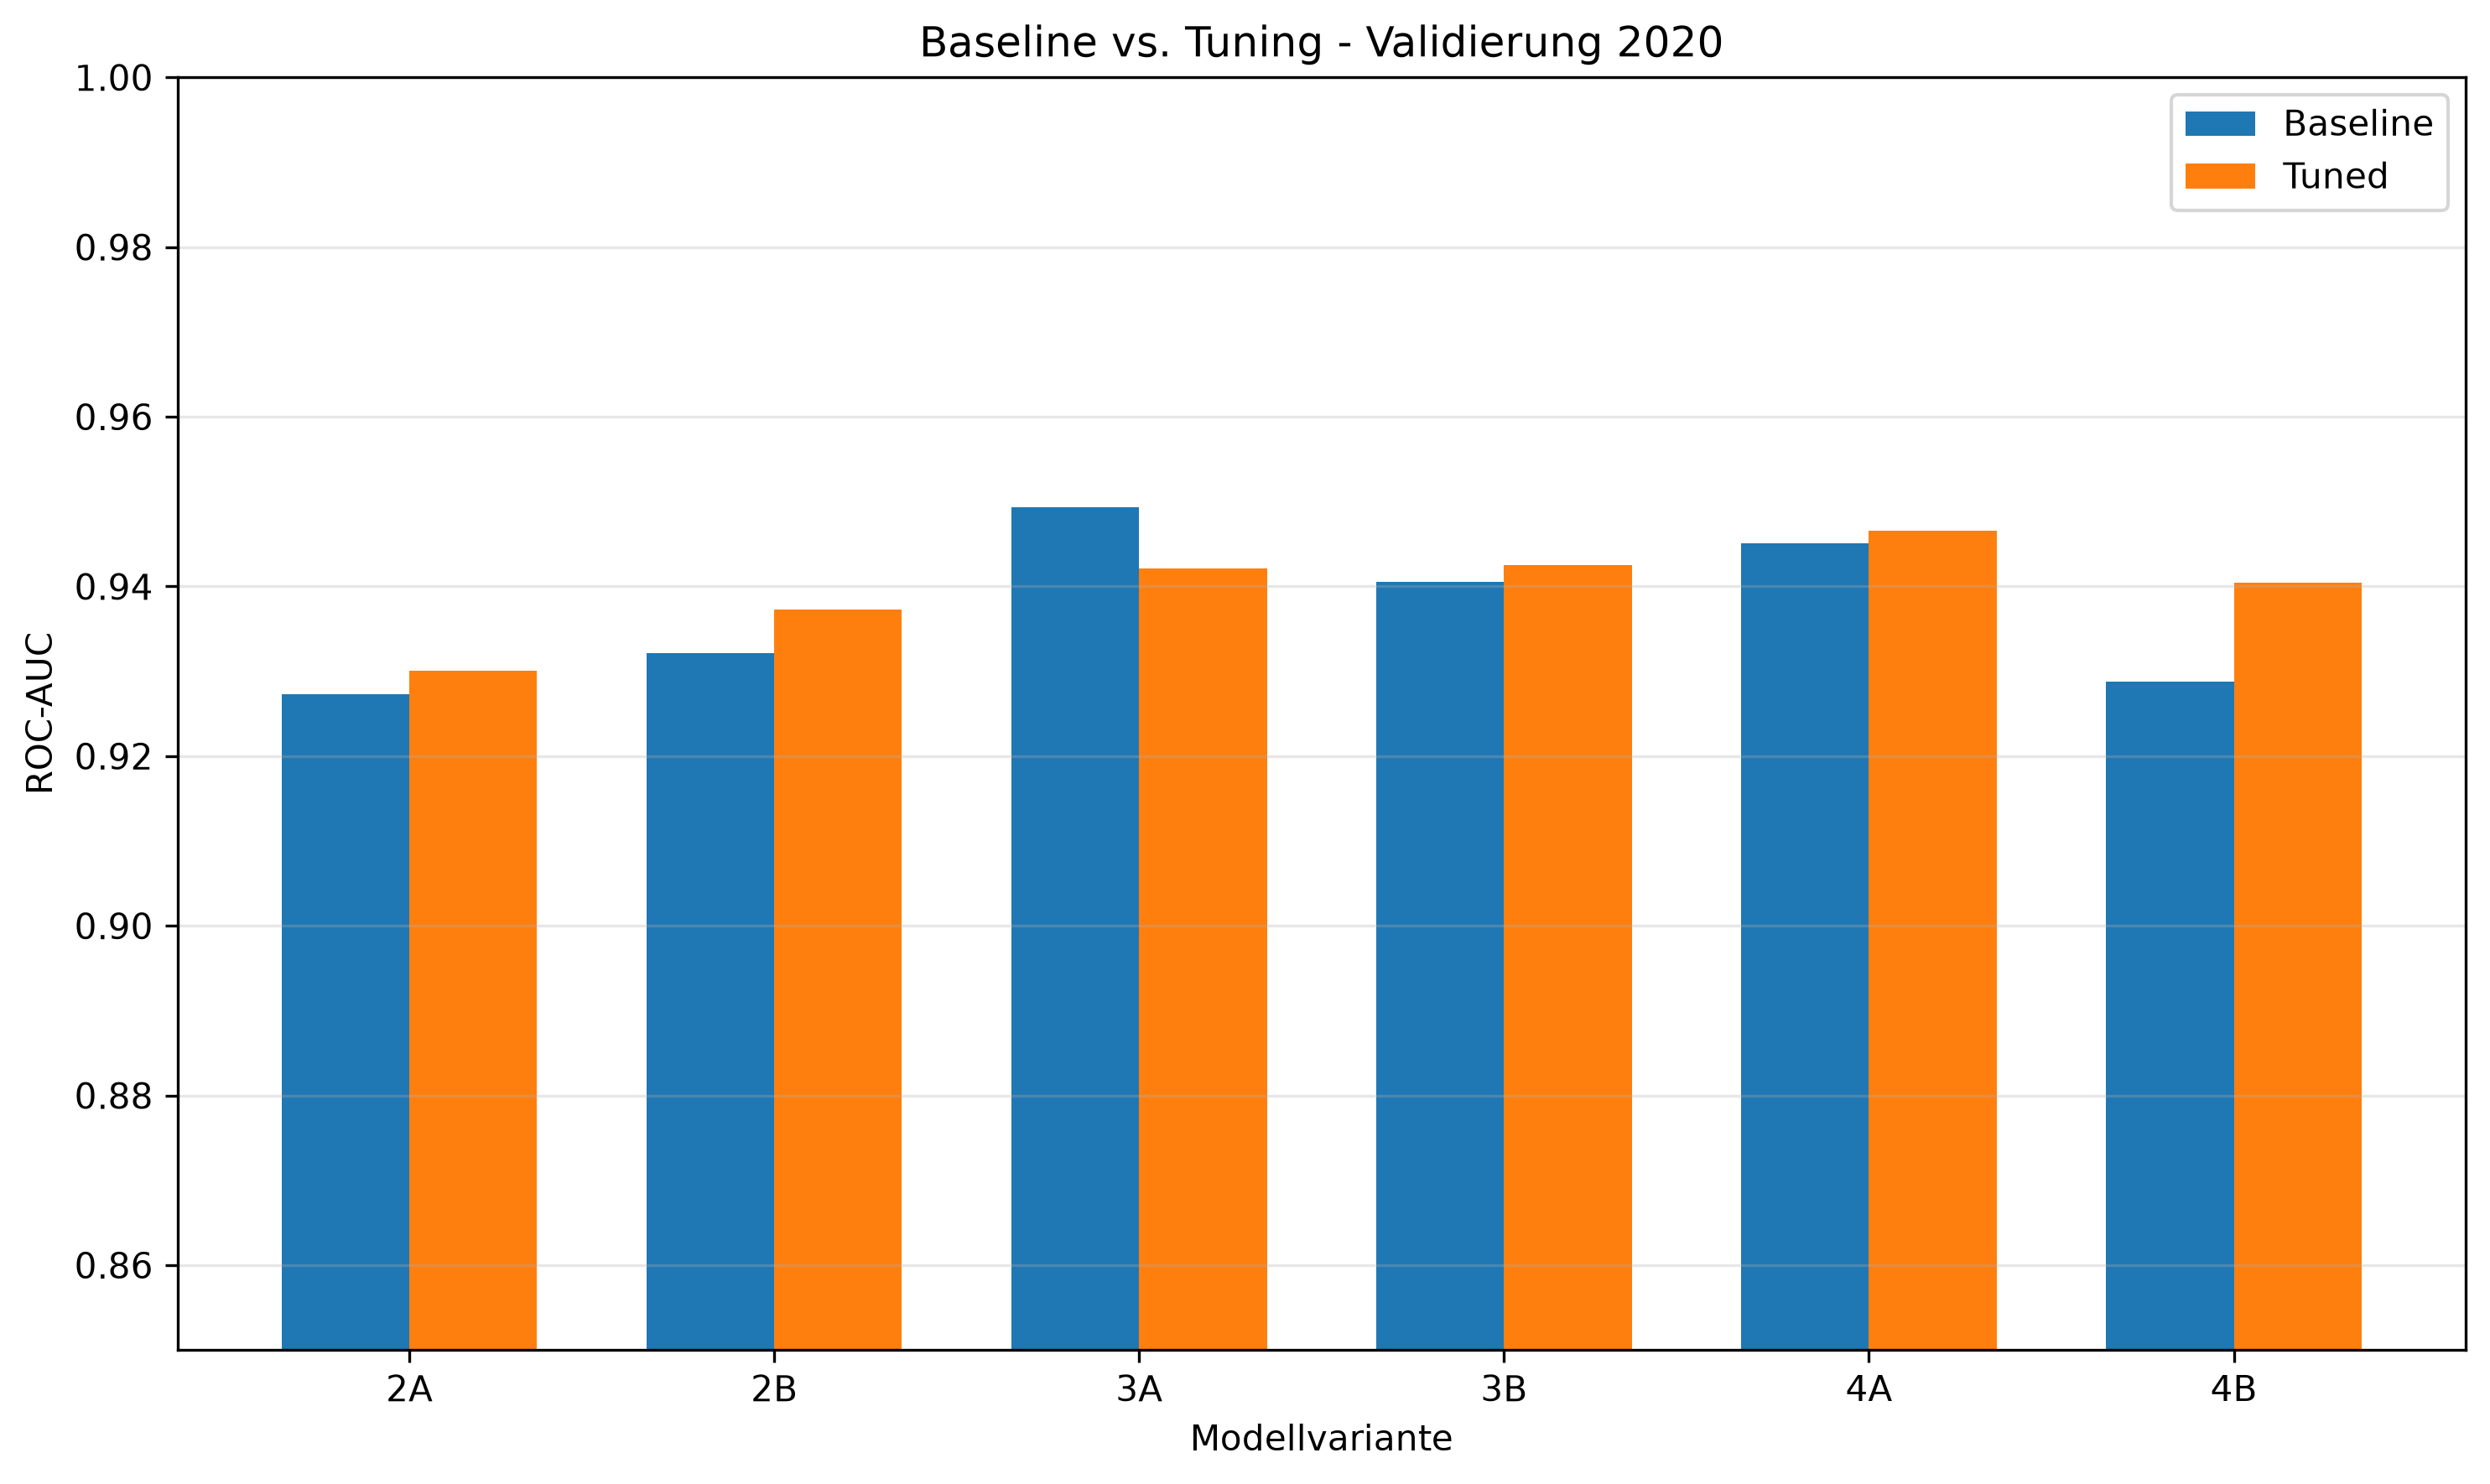 Baseline vs. Tuning - Validierung 2020
1.00
0.98
0.96
0.94
0.92
0.90
0.88
0.86
ROC-AUC
Baseline
Tuned
2A
2B
3A
3B
4A
4B
Modellvariante